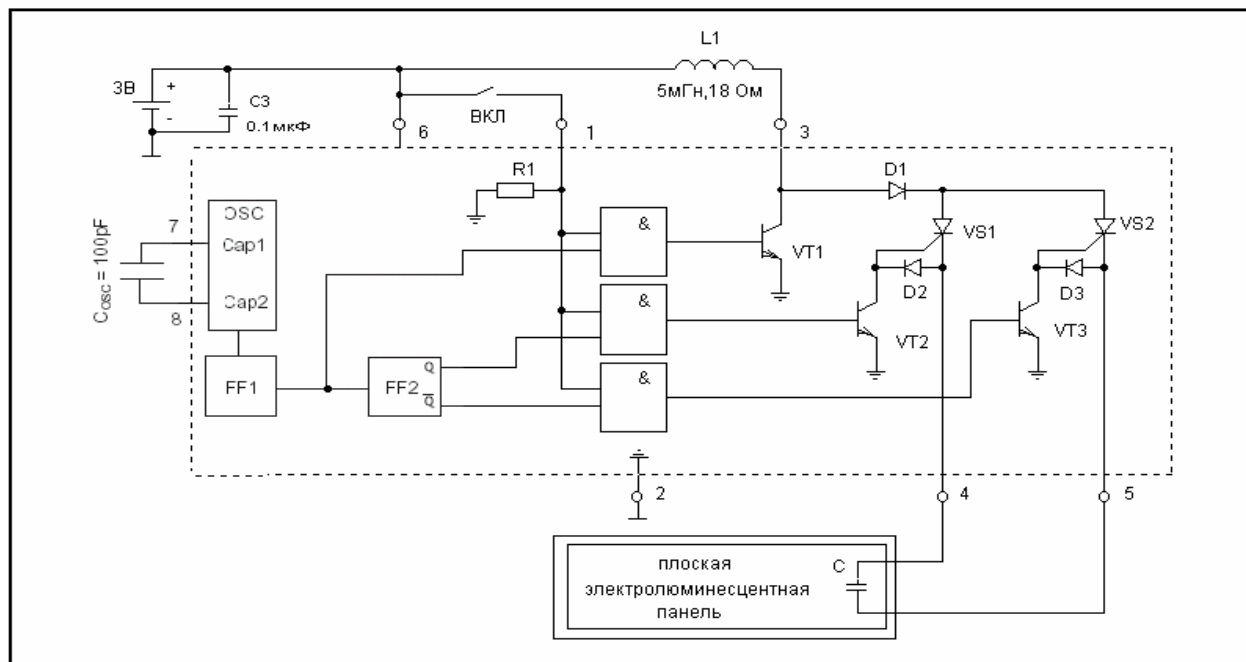 L1
5мГн,18 Ом
3В
+
-
C3
0.1мкФ
ВКЛ
6
1
3
R1
D1
OSC
Cap1
Cap2
7
8
Cosc = 100pF
&
VT1
VS1
VS2
D2
D3
&
VT2
VT3
FF1
FF2
Q
Q̅
&
2
4
5
плоская
электролюминесцентная
панель
C